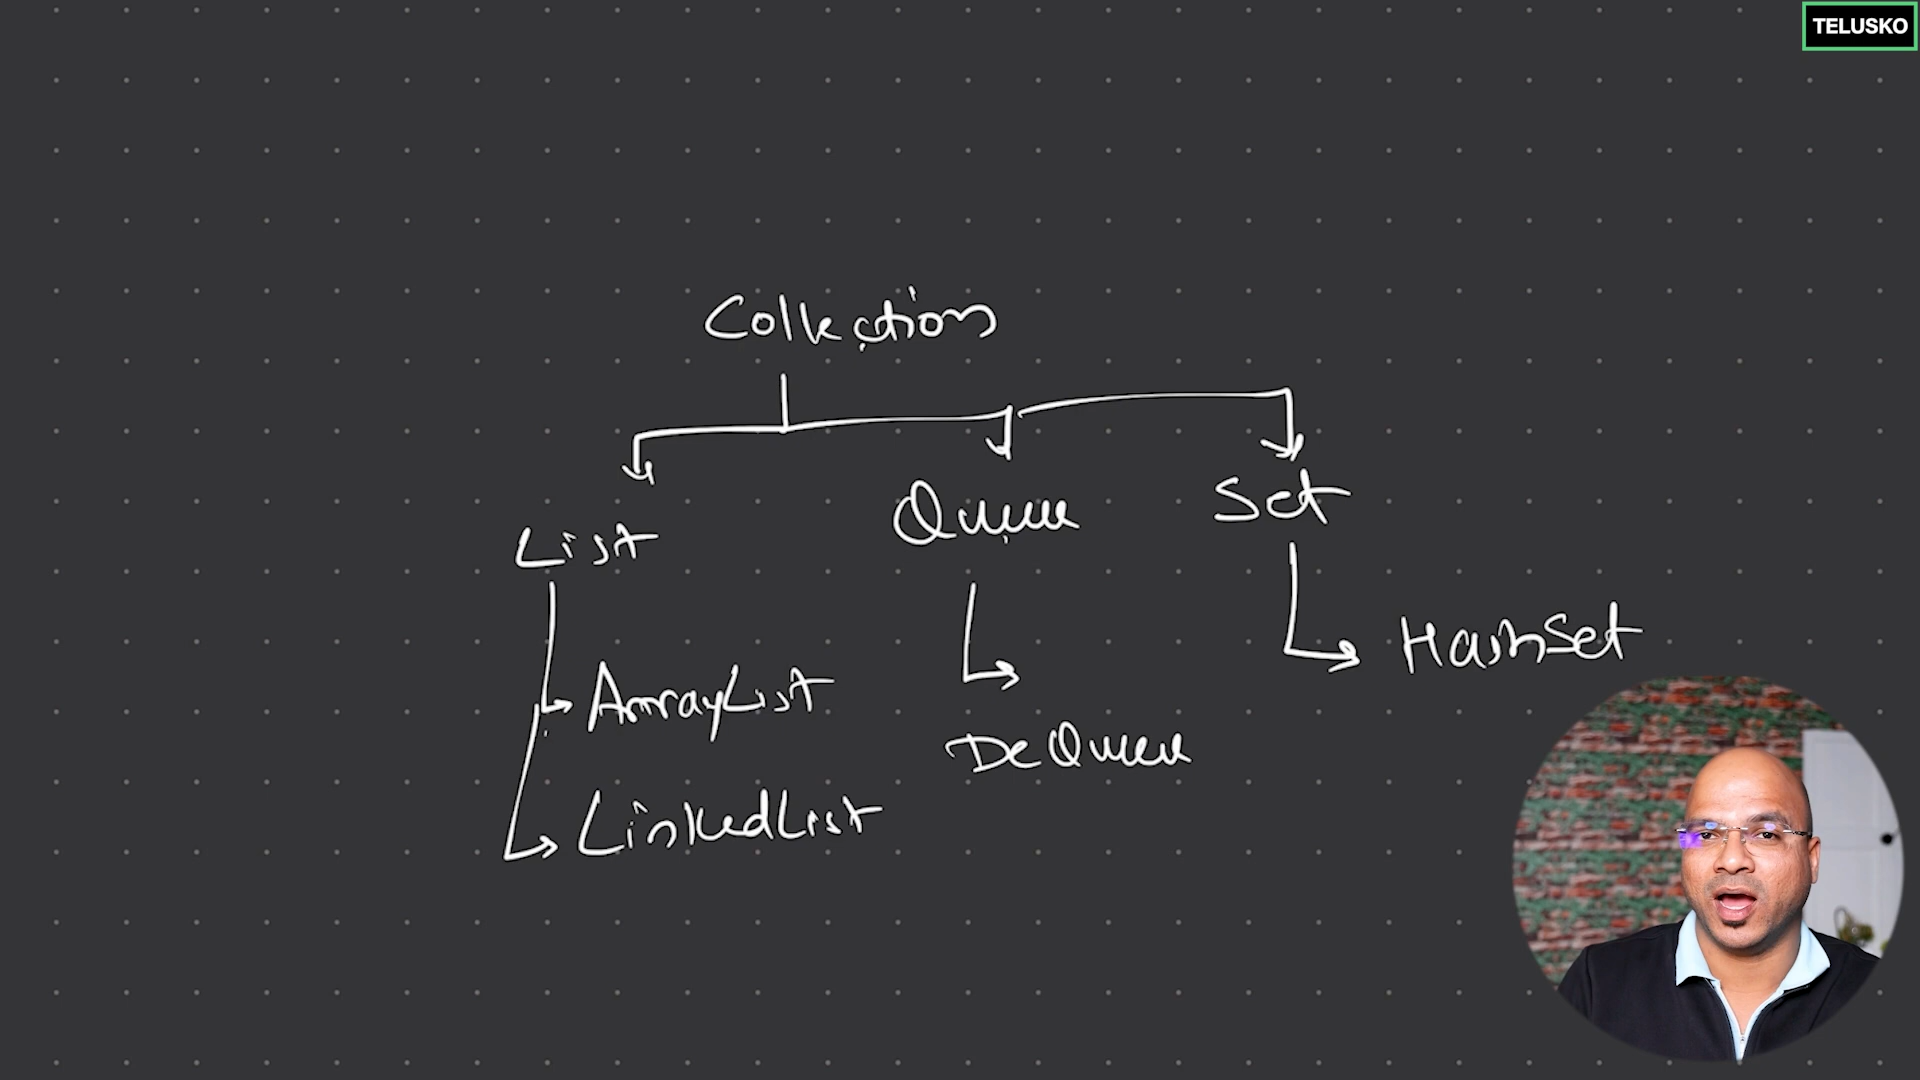 TELUSKO
Collection
List
Queue
Set
ArrayList
LinkedList
DeQueue
HashSet